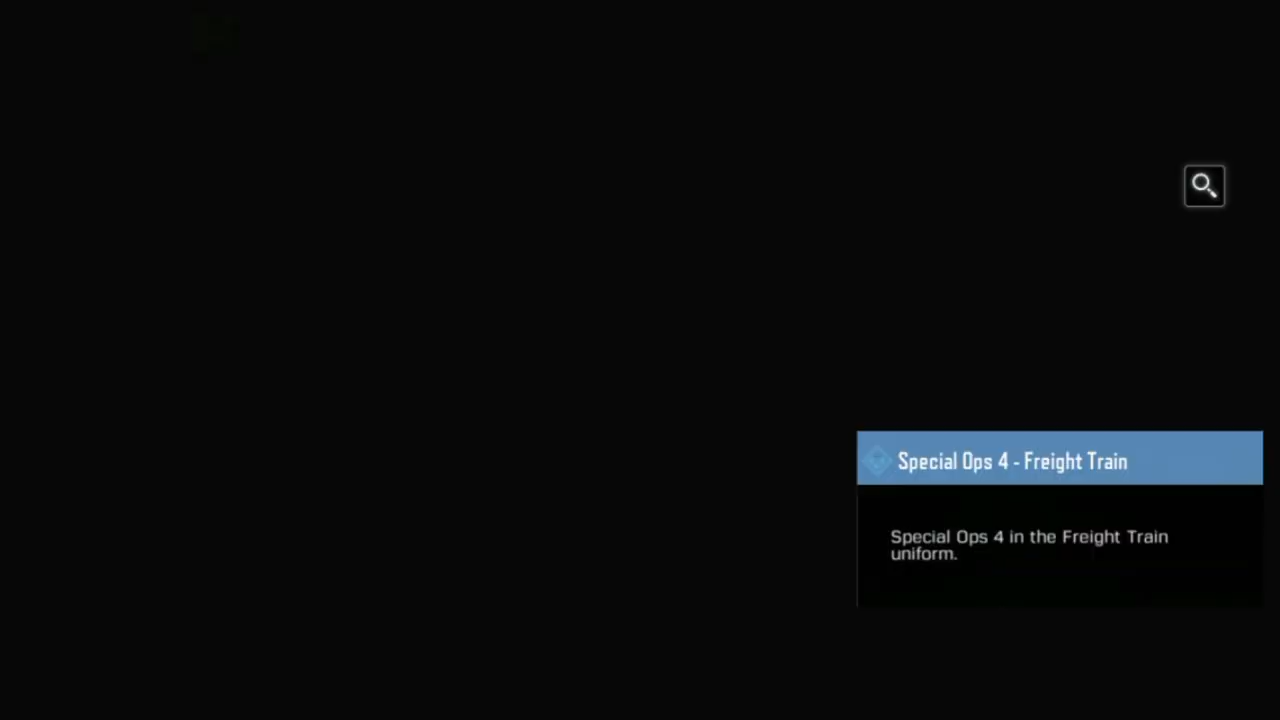 Special Ops 4 - Freight Train
Special Ops 4 in the Freight Train
uniform.